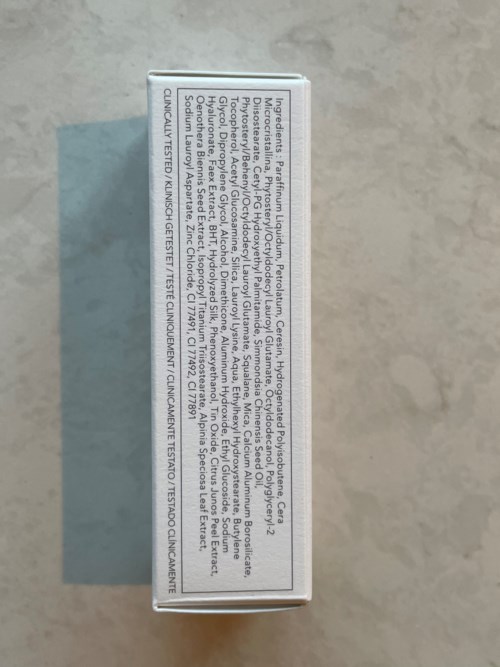 Ingredients : Paraffinum Liquidum, Petrolatum, Ceresin, Hydrogenated Polyisobutene, Cera
Microcristallina, Phytosteryl/Octyldodecyl Lauroyl Glutamate, Octyldodecanol, Polyglyceryl-2
Diisostearate, Cetyl-PG Hydroxyethyl Palmitamide, Simmondsia Chinensis Seed Oil,
Phytosteryl/Behenyl/Octyldodecyl Lauroyl Glutamate, Squalane, Mica, Calcium Aluminum Borosilicate,
Tocopherol, Acetyl Glucosamine, Silica, Lauroyl Lysine, Aqua, Ethylhexyl Hydroxystearate, Butylene
Glycol, Dipropylene Glycol, Alcohol, Dimethicone, Aluminum Hydroxide, Ethyl Glucoside, Sodium
Hyaluronate, Faex Extract, BHT, Hydrolyzed Silk, Phenoxyethanol, Tin Oxide, Citrus Junos Peel Extract,
Oenothera Biennis Seed Extract, Isopropyl Titanium Triisostearate, Alpinia Speciosa Leaf Extract,
Sodium Lauroyl Aspartate, Zinc Chloride, CI 77491, CI 77492, CI 77891
CLINICALLY TESTED / KLINISCH GETESTET / TESTÉ CLINIQUEMENT / CLINICAMENTE TESTATO / TESTADO CLÍNICAMENTE